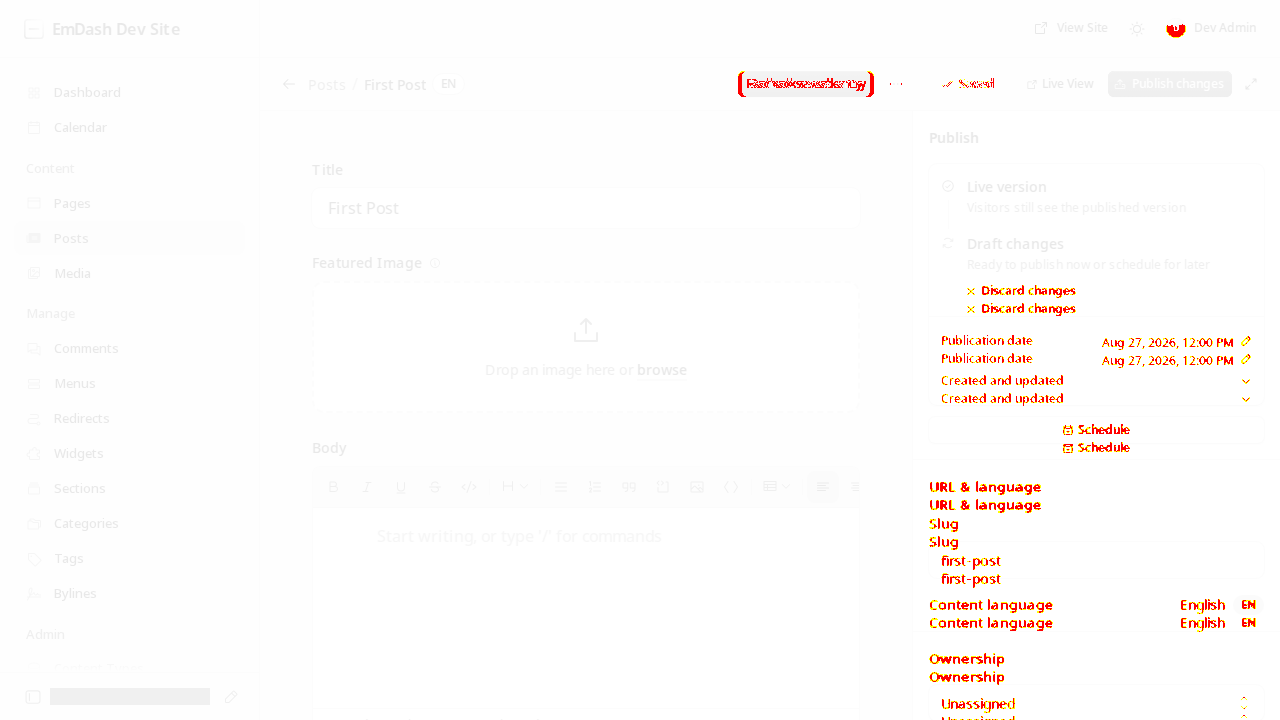 EmDash Dev Site
View Site
Dev Admin
Posts / First Post EN
Saved
Live View
Publish changes
Dashboard
Calendar
Content
Pages
Posts
Media
Manage
Comments
Menus
Redirects
Widgets
Sections
Categories
Tags
Bylines
Admin
Title
First Post
Featured Image
Drop an image here or browse
Body
Start writing, or type '/' for commands
Publish
Live version
Visitors still see the published version
Draft changes
Ready to publish now or schedule for later
Discard changes
Discard changes
Publication date Aug 27, 2026, 12:00 PM
Publication date Aug 27, 2026, 12:00 PM
Created and updated
Created and updated
Schedule
Schedule
URL & language
URL & language
Slug
Slug
first-post
first-post
Content language English EN
Content language English EN
Ownership
Ownership
Unassigned